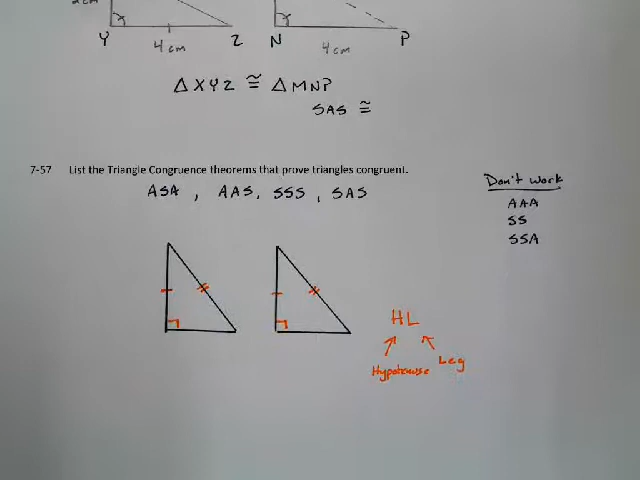 2cm
Y
4 cm
Z
N
4 cm
P
△XYZ ≅ △MNP
SAS ≅
7-57 List the Triangle Congruence theorems that prove triangles congruent.
ASA, AAS, SSS, SAS
Don't Work
AAA
SS
SSA
HL
Hypotenuse
Leg